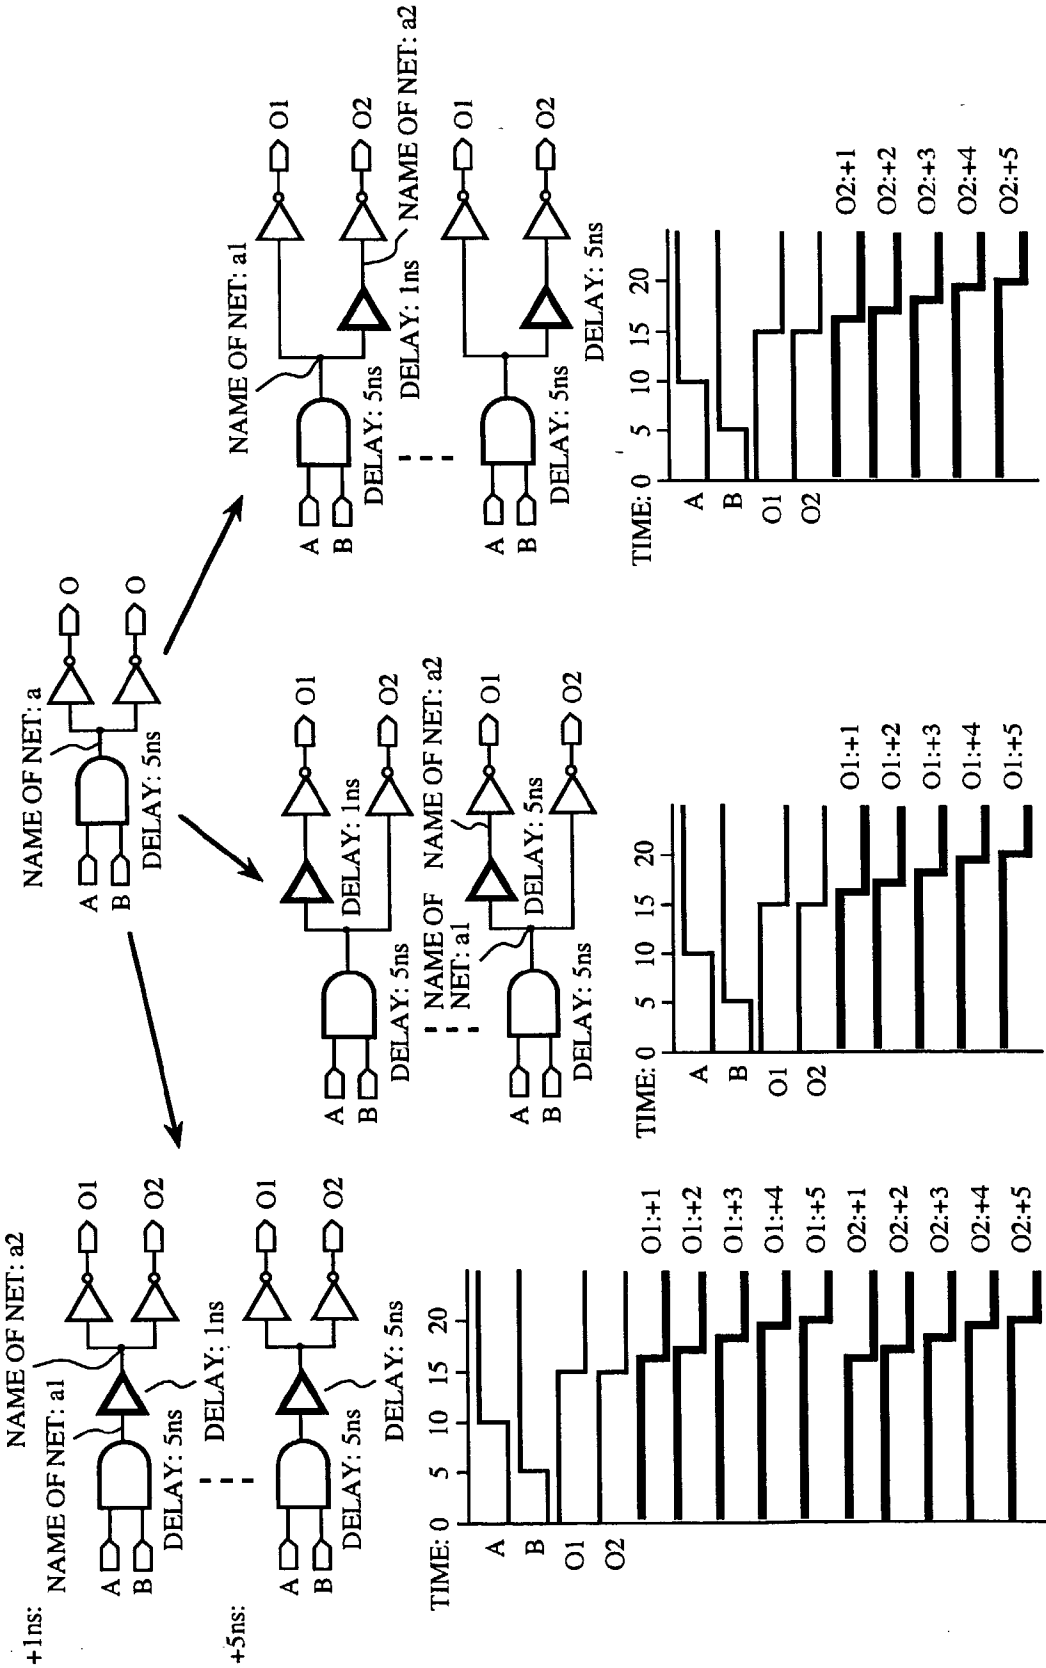 NAME OF NET: a
A
B
DELAY: 5ns
O
O
+1ns:
NAME OF NET: a1
NAME OF NET: a2
A
B
DELAY: 5ns
DELAY: 1ns
O1
O2
+5ns:
A
B
DELAY: 5ns
DELAY: 5ns
O1
O2
TIME: 0 5 10 15 20
A
B
O1
O2
O1:+1
O1:+2
O1:+3
O1:+4
O1:+5
O2:+1
O2:+2
O2:+3
O2:+4
O2:+5
A
B
DELAY: 5ns
DELAY: 1ns
O1
O2
NAME OF
NET: a1
NAME OF NET: a2
A
B
DELAY: 5ns
DELAY: 5ns
O1
O2
TIME: 0 5 10 15 20
A
B
O1
O2
O1:+1
O1:+2
O1:+3
O1:+4
O1:+5
NAME OF NET: a1
A
B
DELAY: 5ns
DELAY: 1ns
NAME OF NET: a2
O1
O2
A
B
DELAY: 5ns
DELAY: 5ns
O1
O2
TIME: 0 5 10 15 20
A
B
O1
O2
O2:+1
O2:+2
O2:+3
O2:+4
O2:+5